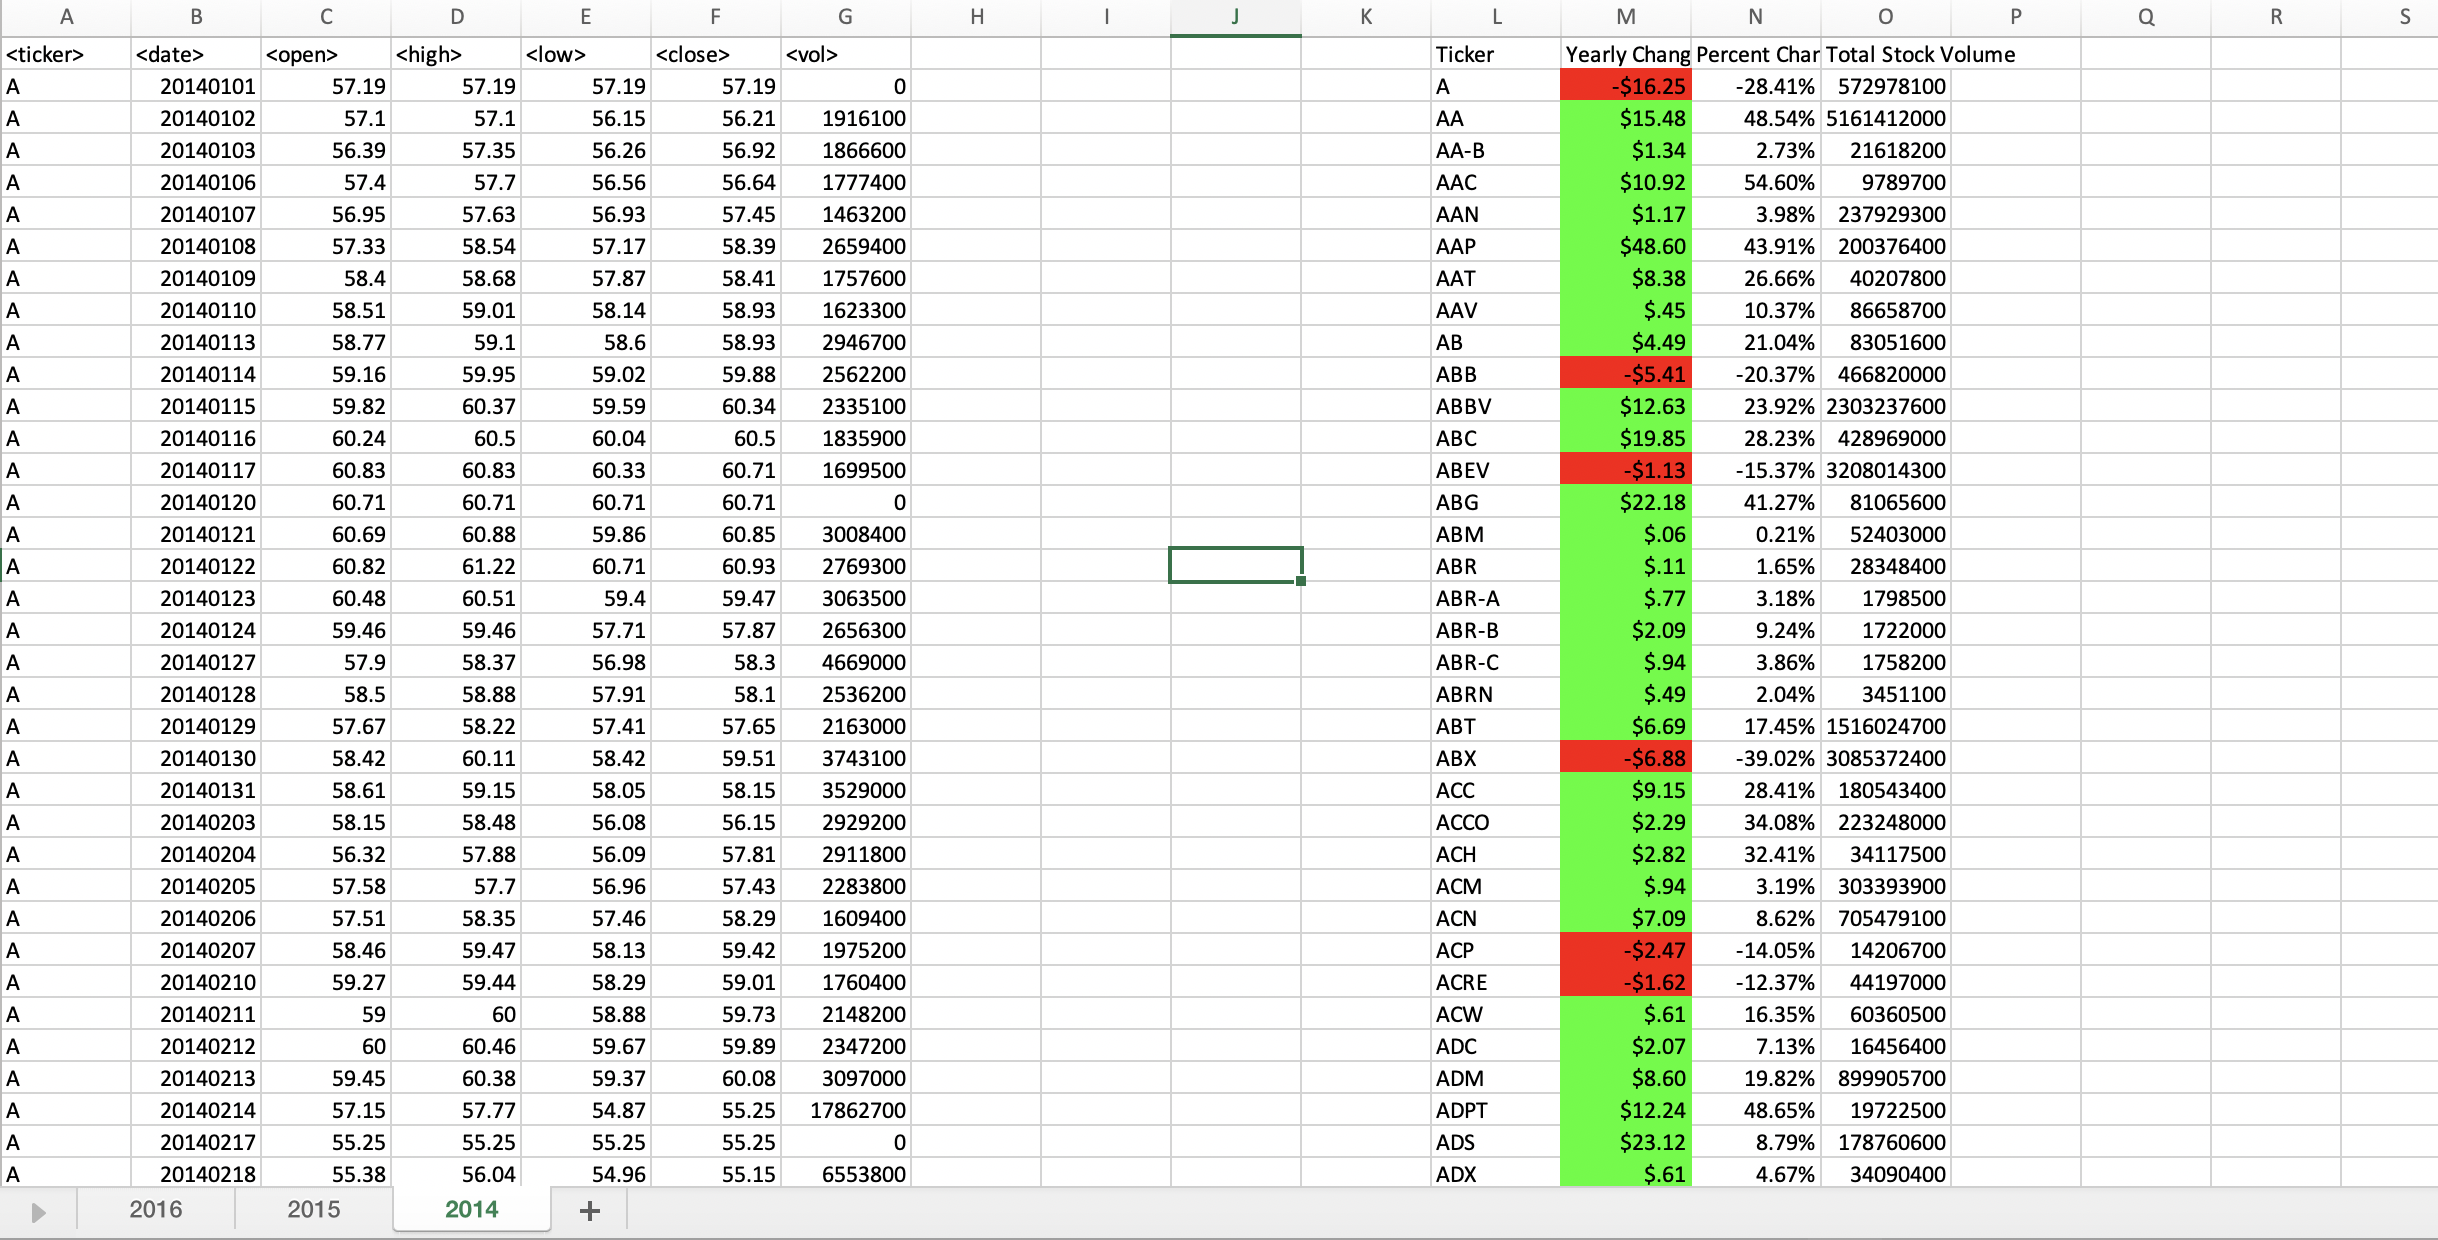 A B C D E F G H I J K L M N O P Q R S
<ticker> <date> <open> <high> <low> <close> <vol> Ticker Yearly Chang Percent Char Total Stock Volume
A 20140101 57.19 57.19 57.19 57.19 0 A -$16.25 -28.41% 572978100
A 20140102 57.1 57.1 56.15 56.21 1916100 AA $15.48 48.54% 5161412000
A 20140103 56.39 57.35 56.26 56.92 1866600 AA-B $1.34 2.73% 21618200
A 20140106 57.4 57.7 56.56 56.64 1777400 AAC $10.92 54.60% 9789700
A 20140107 56.95 57.63 56.93 57.45 1463200 AAN $1.17 3.98% 237929300
A 20140108 57.33 58.54 57.17 58.39 2659400 AAP $48.60 43.91% 200376400
A 20140109 58.4 58.68 57.87 58.41 1757600 AAT $8.38 26.66% 40207800
A 20140110 58.51 59.01 58.14 58.93 1623300 AAV $.45 10.37% 86658700
A 20140113 58.77 59.1 58.6 58.93 2946700 AB $4.49 21.04% 83051600
A 20140114 59.16 59.95 59.02 59.88 2562200 ABB -$5.41 -20.37% 466820000
A 20140115 59.82 60.37 59.59 60.34 2335100 ABBV $12.63 23.92% 2303237600
A 20140116 60.24 60.5 60.04 60.5 1835900 ABC $19.85 28.23% 428969000
A 20140117 60.83 60.83 60.33 60.71 1699500 ABEV -$1.13 -15.37% 3208014300
A 20140120 60.71 60.71 60.71 60.71 0 ABG $22.18 41.27% 81065600
A 20140121 60.69 60.88 59.86 60.85 3008400 ABM $.06 0.21% 52403000
A 20140122 60.82 61.22 60.71 60.93 2769300 ABR $.11 1.65% 28348400
A 20140123 60.48 60.51 59.4 59.47 3063500 ABR-A $.77 3.18% 1798500
A 20140124 59.46 59.46 57.71 57.87 2656300 ABR-B $2.09 9.24% 1722000
A 20140127 57.9 58.37 56.98 58.3 4669000 ABR-C $.94 3.86% 1758200
A 20140128 58.5 58.88 57.91 58.1 2536200 ABRN $.49 2.04% 3451100
A 20140129 57.67 58.22 57.41 57.65 2163000 ABT $6.69 17.45% 1516024700
A 20140130 58.42 60.11 58.42 59.51 3743100 ABX -$6.88 -39.02% 3085372400
A 20140131 58.61 59.15 58.05 58.15 3529000 ACC $9.15 28.41% 180543400
A 20140203 58.15 58.48 56.08 56.15 2929200 ACCO $2.29 34.08% 223248000
A 20140204 56.32 57.88 56.09 57.81 2911800 ACH $2.82 32.41% 34117500
A 20140205 57.58 57.7 56.96 57.43 2283800 ACM $.94 3.19% 303393900
A 20140206 57.51 58.35 57.46 58.29 1609400 ACN $7.09 8.62% 705479100
A 20140207 58.46 59.47 58.13 59.42 1975200 ACP -$2.47 -14.05% 14206700
A 20140210 59.27 59.44 58.29 59.01 1760400 ACRE -$1.62 -12.37% 44197000
A 20140211 59 60 58.88 59.73 2148200 ACW $.61 16.35% 60360500
A 20140212 60 60.46 59.67 59.89 2347200 ADC $2.07 7.13% 16456400
A 20140213 59.45 60.38 59.37 60.08 3097000 ADM $8.60 19.82% 899905700
A 20140214 57.15 57.77 54.87 55.25 17862700 ADPT $12.24 48.65% 19722500
A 20140217 55.25 55.25 55.25 55.25 0 ADS $23.12 8.79% 178760600
A 20140218 55.38 56.04 54.96 55.15 6553800 ADX $.61 4.67% 34090400
2016 2015 2014 +